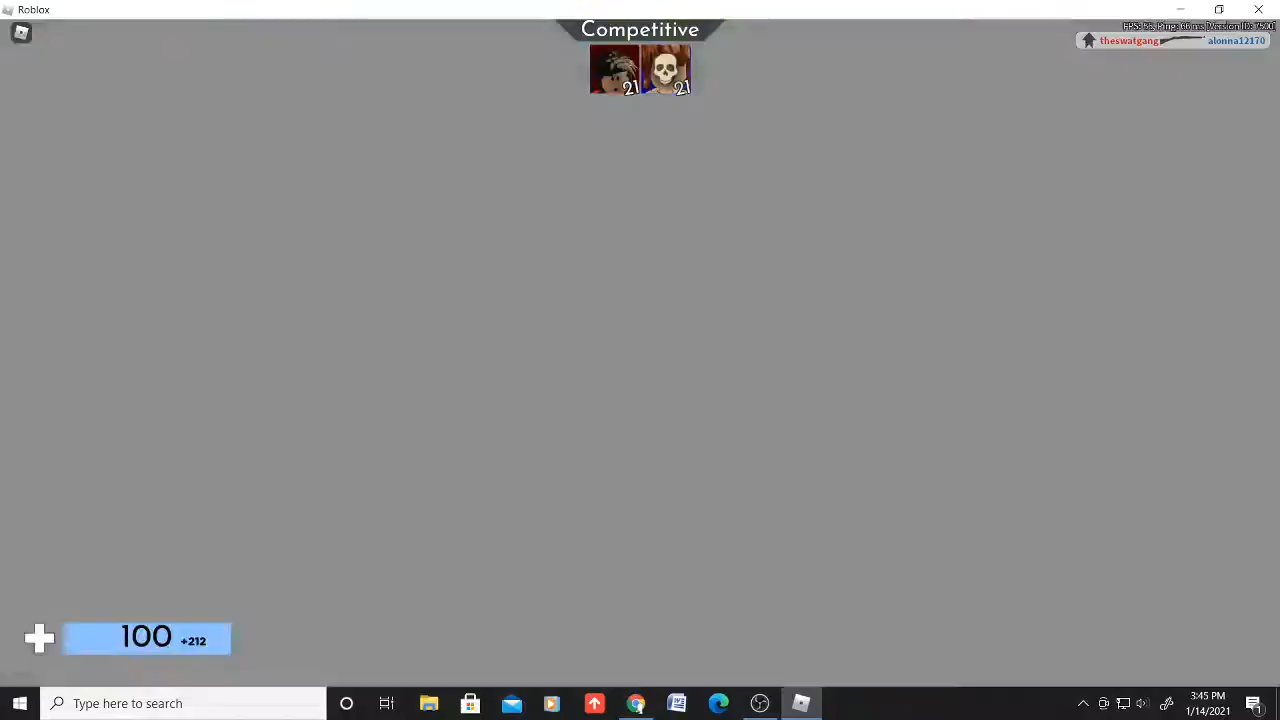 Roblox
Competitive
theswatgang alonna12170
21 21
100 +212
Type here to search
3:45 PM
1/14/2021